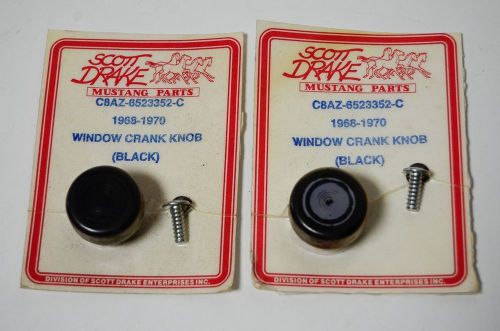 SCOTT
DRAKE
MUSTANG PARTS
C8AZ-6523352-C
1968-1970
WINDOW CRANK KNOB
(BLACK)
DIVISION OF SCOTT DRAKE ENTERPRISES INC.
SCOTT
DRAKE
MUSTANG PARTS
C8AZ-6523352-C
1968-1970
WINDOW CRANK KNOB
(BLACK)
DIVISION OF SCOTT DRAKE ENTERPRISES INC.